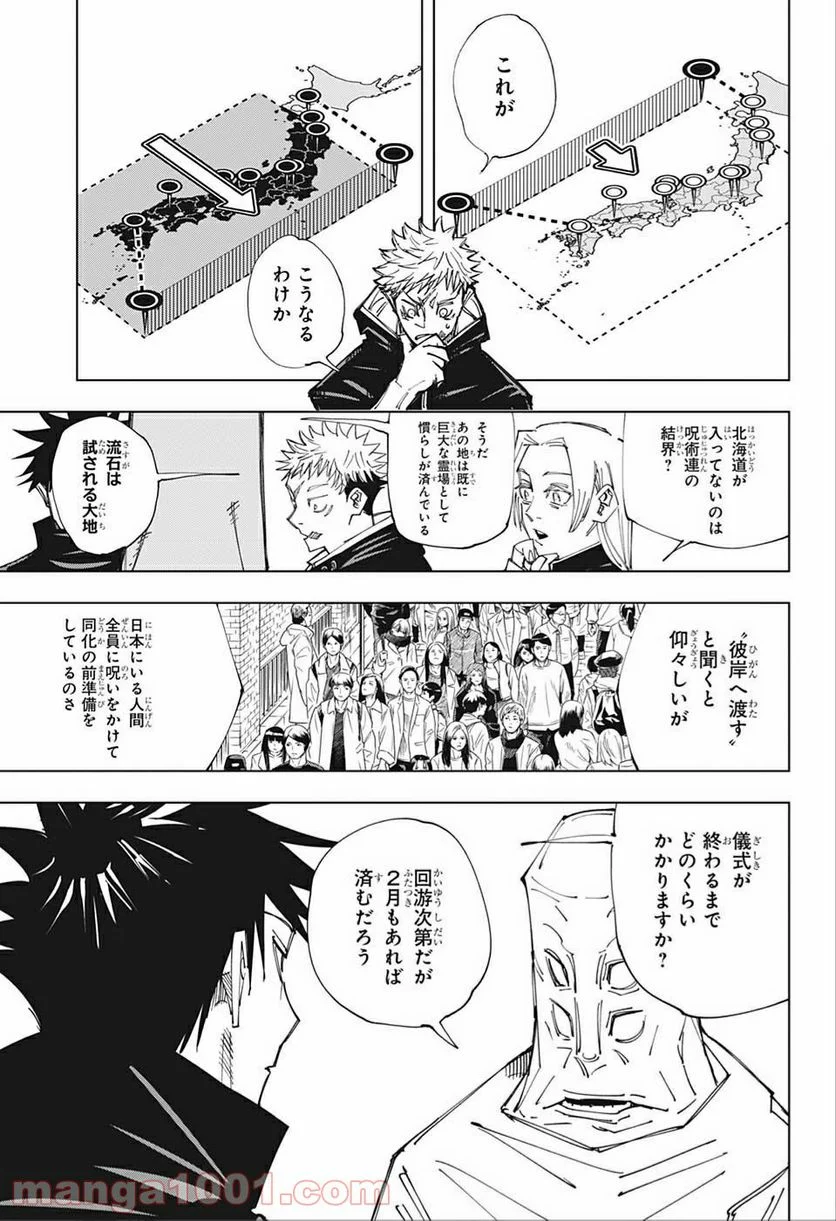 これが
こうなる
わけか
北海道が
入ってないのは
呪術連の
結界?
そうだ
あの地は既に
巨大な霊場として
慣らしが済んでいる
流石は
試される大地
“彼岸へ渡す”
と聞くと
仰々しいが
日本にいる人間
全員に呪いをかけて
同化の前準備を
しているのさ
儀式が
終わるまで
どのくらい
かかりますか?
回游次第だが
2月もあれば
済むだろう
manga1001.com